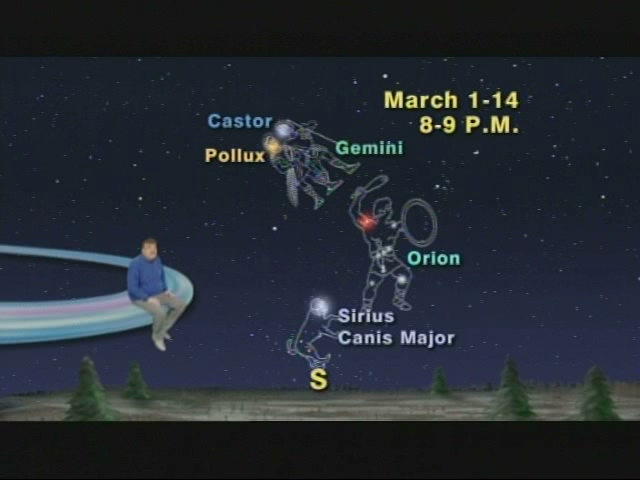 March 1-14
8-9 P.M.
Castor
Gemini
Pollux
Orion
Sirius
Canis Major
S